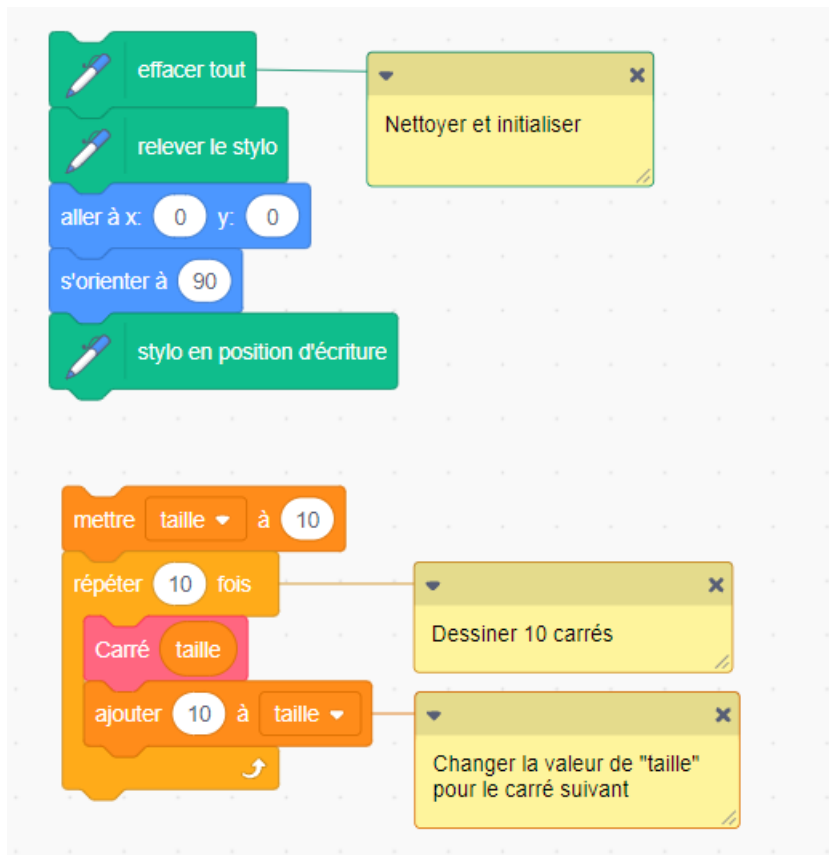 effacer tout
Nettoyer et initialiser
relever le stylo
aller à x: 0 y: 0
s'orienter à 90
stylo en position d'écriture
mettre taille à 10
répéter 10 fois
Dessiner 10 carrés
Carré taille
ajouter 10 à taille
Changer la valeur de "taille"
pour le carré suivant